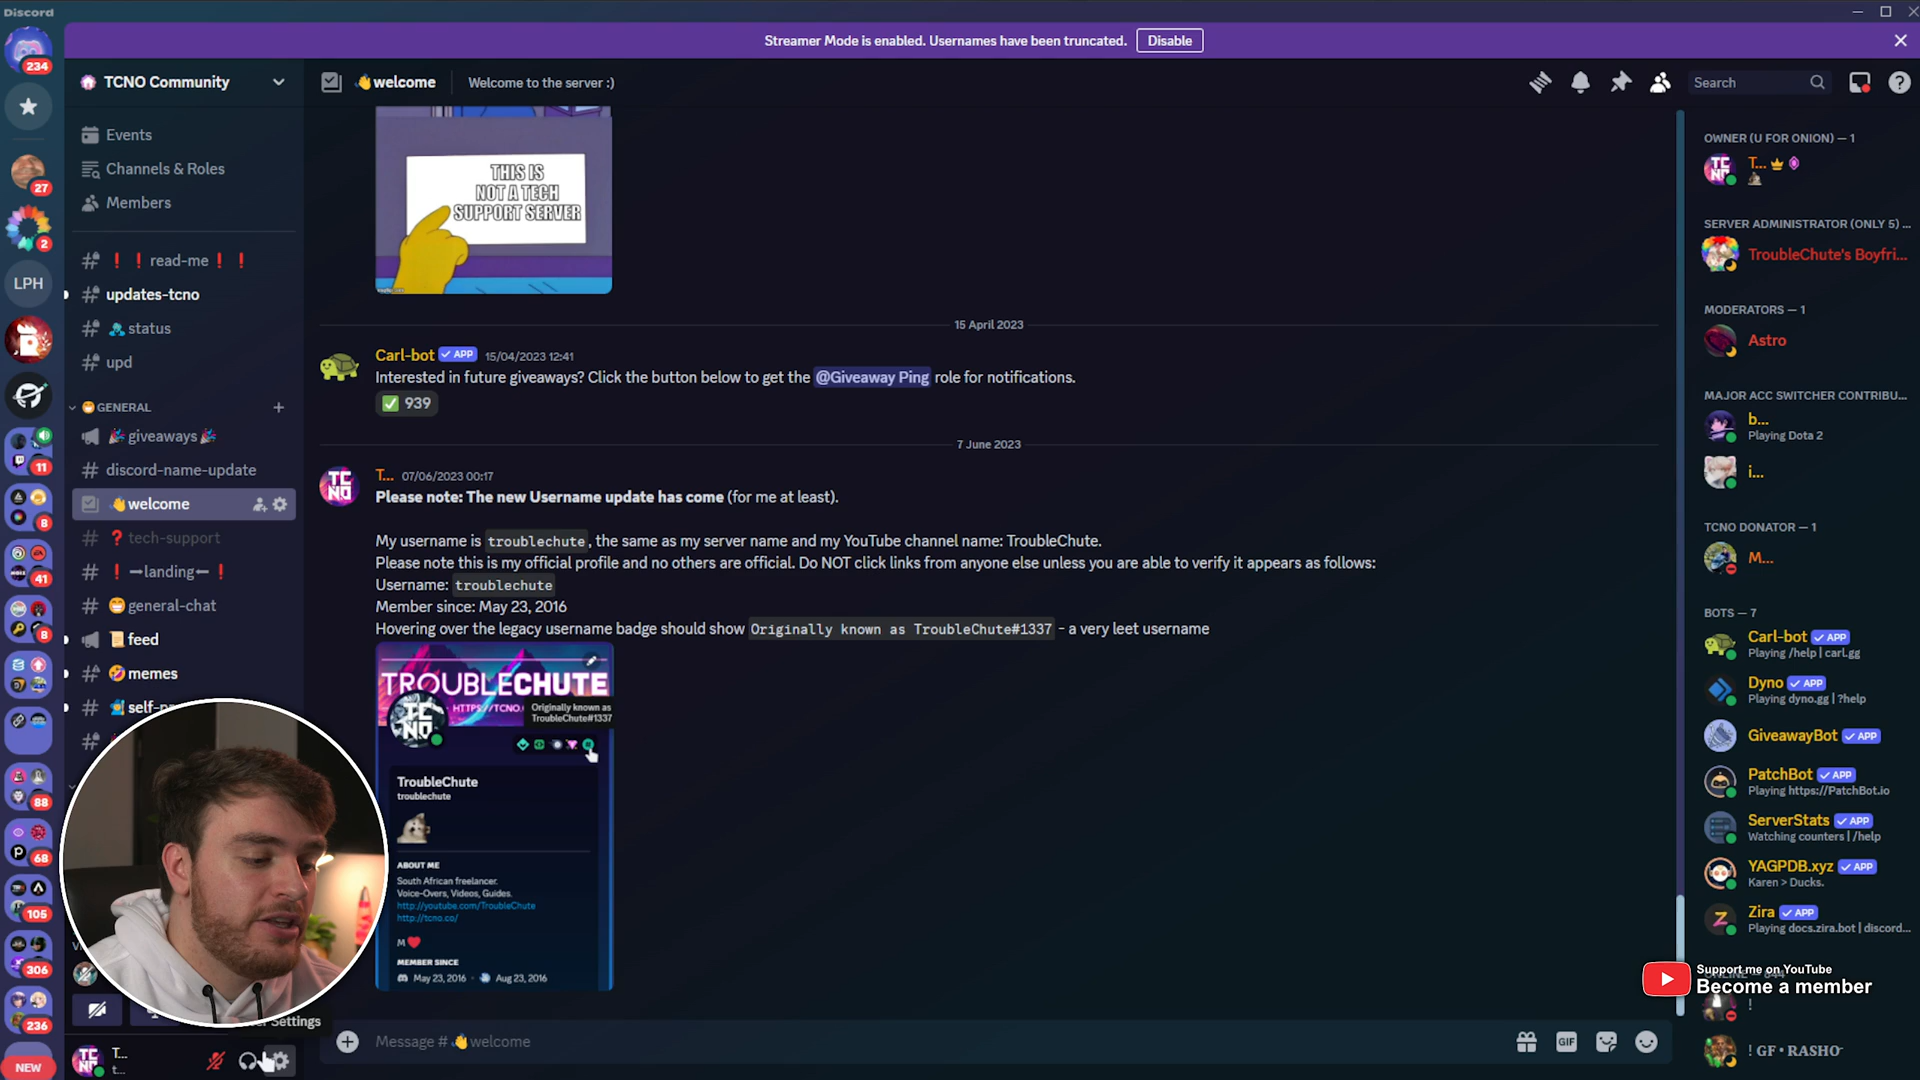 Discord
Streamer Mode is enabled. Usernames have been truncated.
Disable
234
27
2
LPH
11
8
41
8
88
68
105
306
236
NEW
TCNO Community
Events
Channels & Roles
Members
read-me
updates-tcno
status
upd
GENERAL
giveaways
discord-name-update
welcome
tech-support
landing
general-chat
feed
memes
T...
t...
welcome
Welcome to the server :)
Search
THIS IS
NOT A TECH
SUPPORT SERVER
15 April 2023
Carl-bot APP 15/04/2023 12:41
Interested in future giveaways? Click the button below to get the @Giveaway Ping role for notifications.
939
7 June 2023
T... 07/06/2023 00:17
Please note: The new Username update has come (for me at least).
My username is troublechute, the same as my server name and my YouTube channel name: TroubleChute.
Please note this is my official profile and no others are official. Do NOT click links from anyone else unless you are able to verify it appears as follows:
Username: troublechute
Member since: May 23, 2016
Hovering over the legacy username badge should show Originally known as TroubleChute#1337 - a very leet username
TROUBLECHUTE
HTTPS://TCNO.
Originally known as
TroubleChute#1337
TroubleChute
troublechute
ABOUT ME
South African freelancer.
Voice-Overs, Videos, Guides.
http://youtube.com/TroubleChute
http://tcno.co/
M
MEMBER SINCE
May 23, 2016 • Aug 23, 2016
Settings
Message # welcome
GIF
OWNER (U FOR ONION) — 1
T...
SERVER ADMINISTRATOR (ONLY 5) ...
TroubleChute's Boyfri...
MODERATORS — 1
Astro
MAJOR ACC SWITCHER CONTRIBU...
b...
Playing Dota 2
i...
TCNO DONATOR — 1
M...
BOTS — 7
Carl-bot APP
Playing /help | carl.gg
Dyno APP
Playing dyno.gg | ?help
GiveawayBot APP
PatchBot APP
Playing https://PatchBot.io
ServerStats APP
Watching counters | /help
YAGPDB.xyz APP
Karen > Ducks.
Zira APP
Playing docs.zira.bot | discord...
Support me on YouTube
Become a member
!
! GF • RASHO